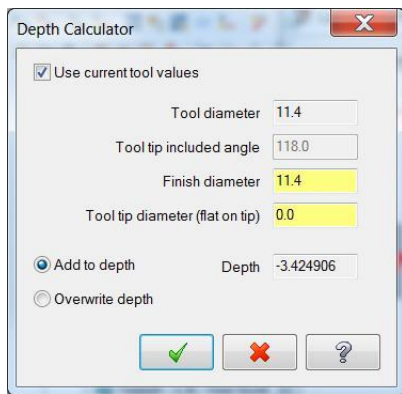 Depth Calculator
Use current tool values
Tool diameter 11.4
Tool tip included angle 118.0
Finish diameter 11.4
Tool tip diameter (flat on tip) 0.0
Add to depth Depth -3.424906
Overwrite depth
?